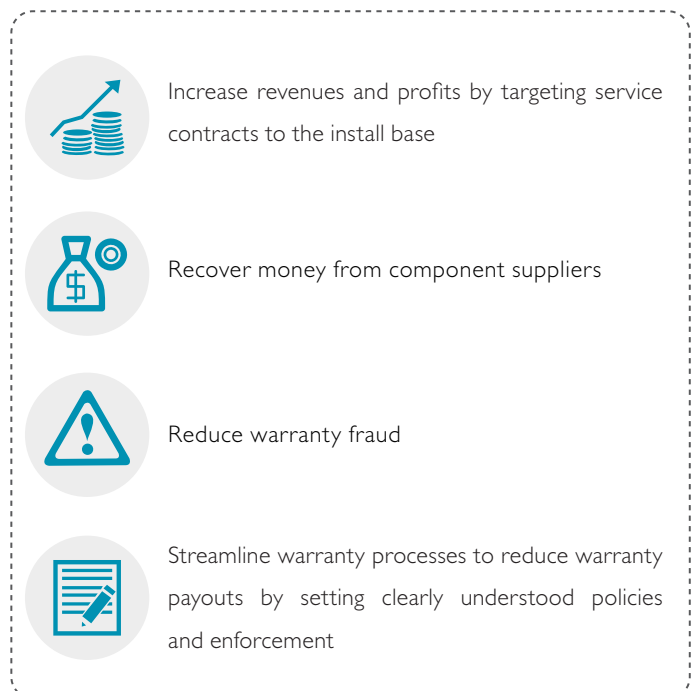 Increase revenues and profits by targeting service
contracts to the install base
$
Recover money from component suppliers
!
Reduce warranty fraud
Streamline warranty processes to reduce warranty
payouts by setting clearly understood policies
and enforcement